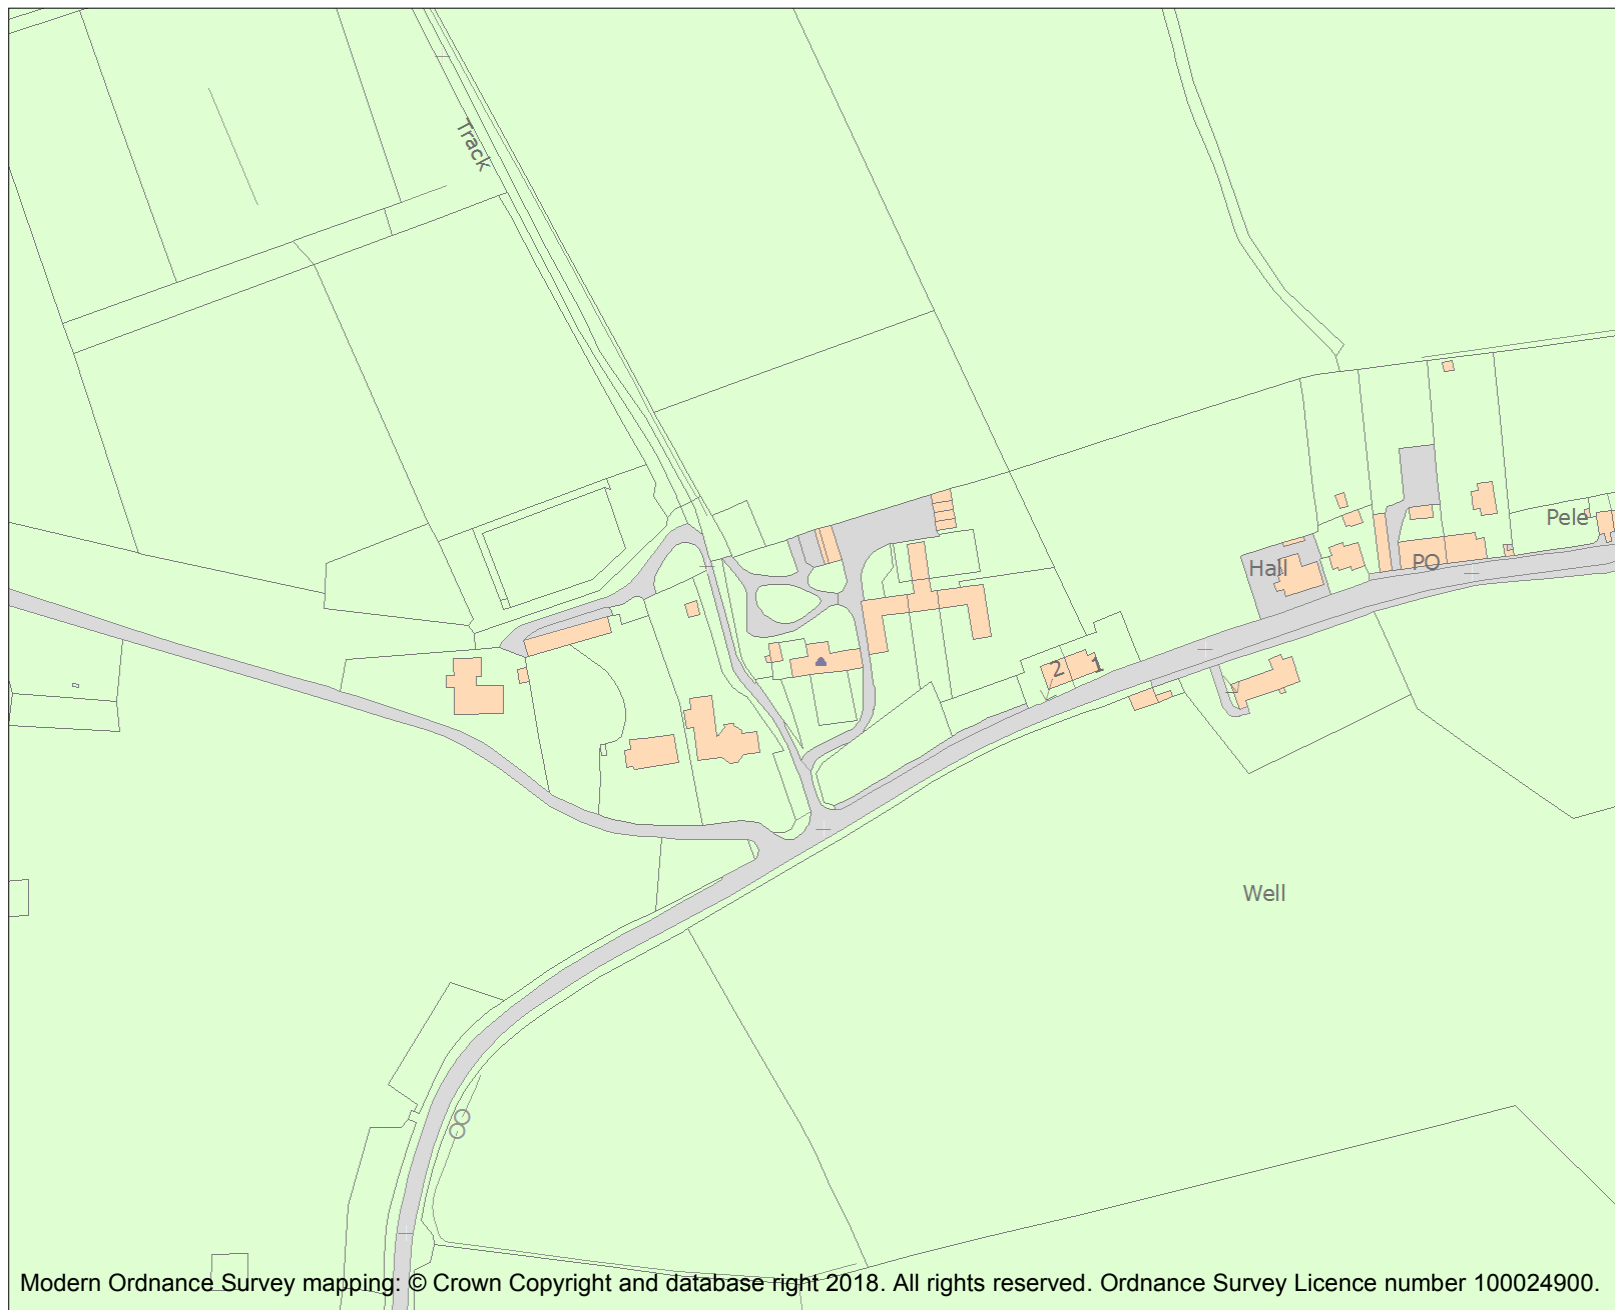 Track
Pele
PO
Hall
2 1
Well
Modern Ordnance Survey mapping: © Crown Copyright and database right 2018. All rights reserved. Ordnance Survey Licence number 100024900.